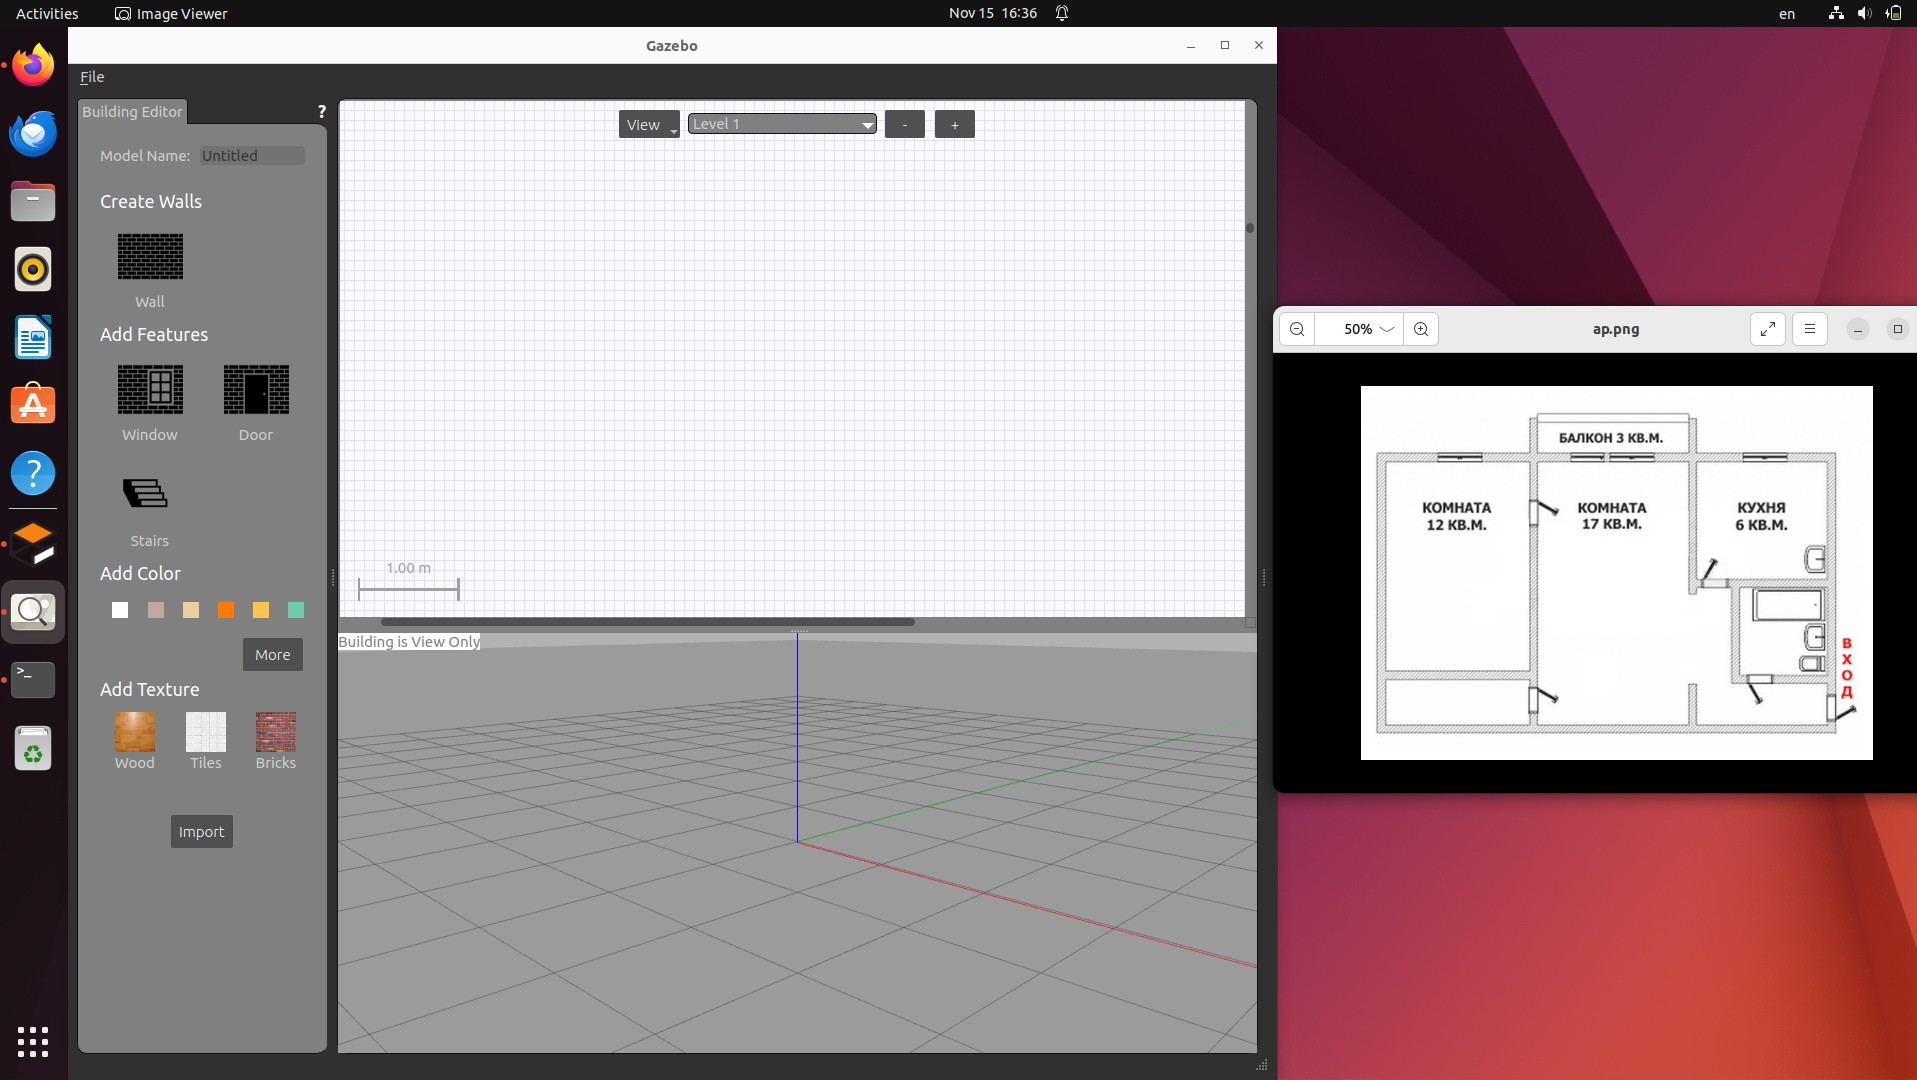 Activities
Image Viewer
Nov 15 16:36
en
Gazebo
File
Building Editor
?
Model Name: Untitled
Create Walls
Wall
Add Features
Window
Door
Stairs
Add Color
More
Add Texture
Wood
Tiles
Bricks
Import
View
Level 1
-
+
1.00 m
Building is View Only
50%
ap.png
БАЛКОН 3 КВ.М.
КОМНАТА
12 КВ.М.
КОМНАТА
17 КВ.М.
КУХНЯ
6 КВ.М.
В
Х
О
Д